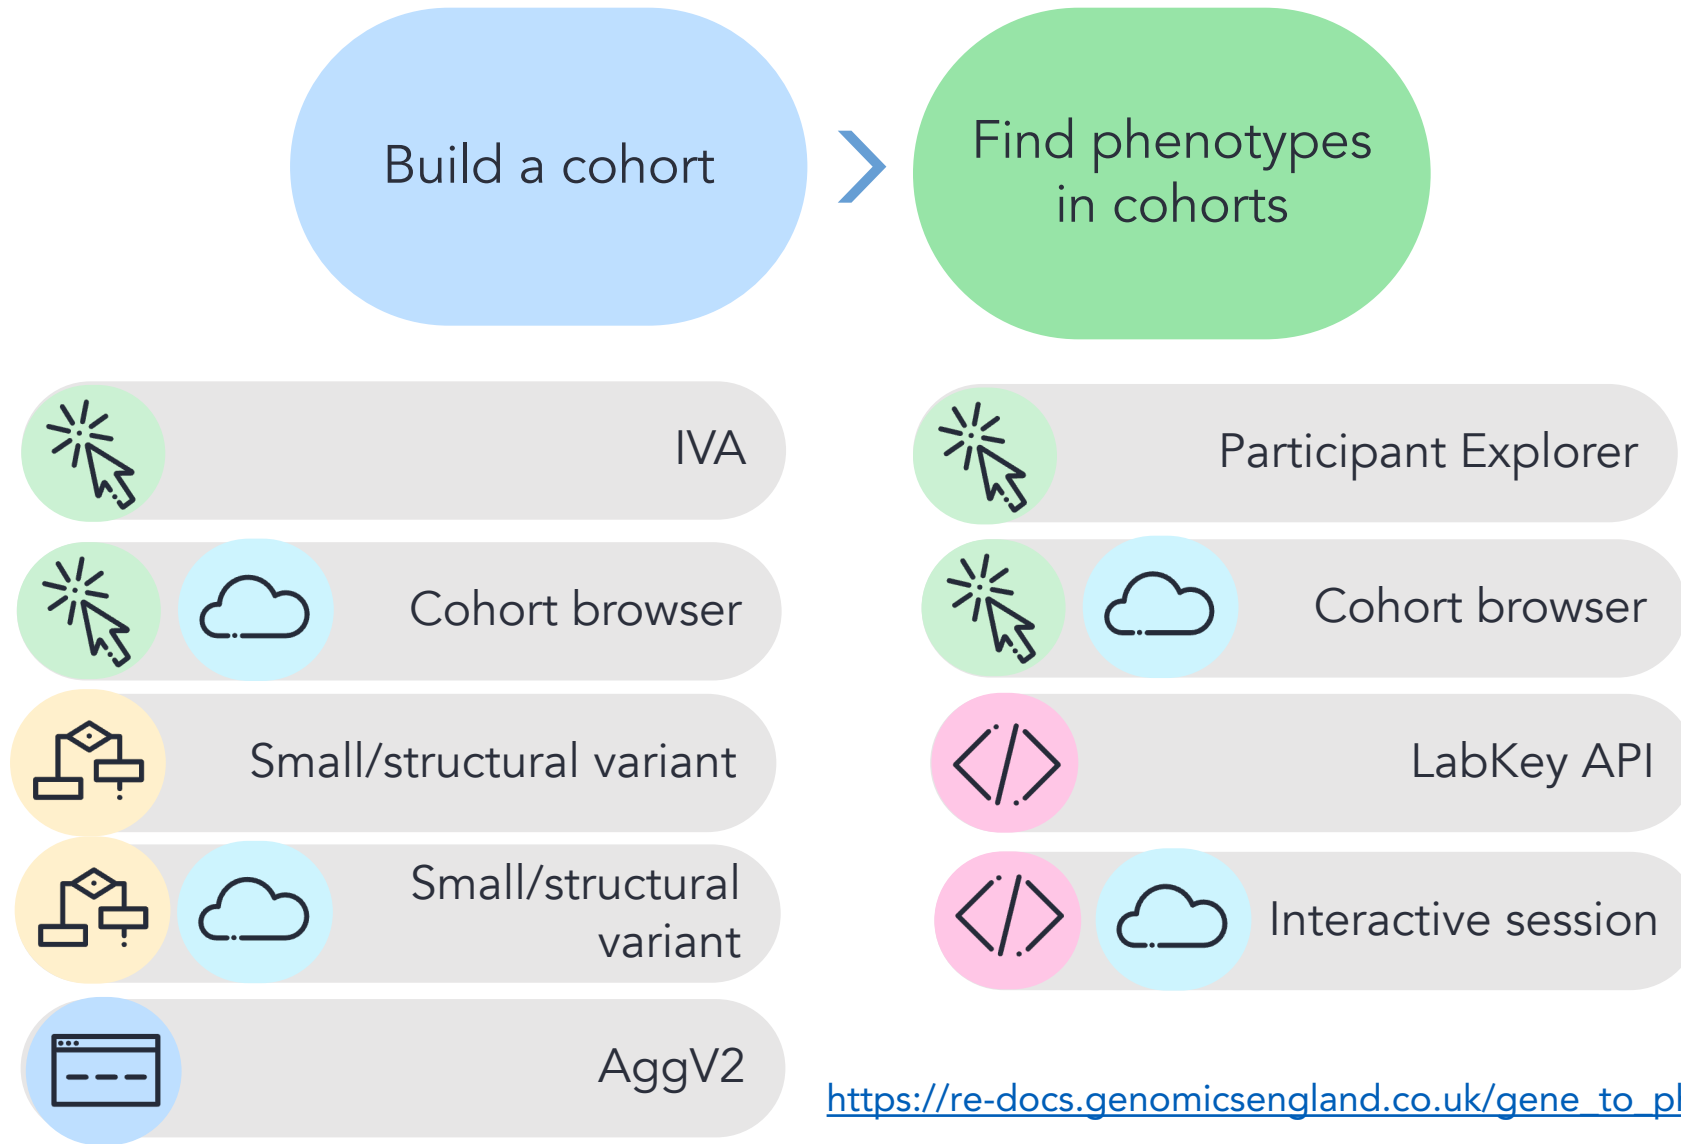 Build a cohort
Find phenotypes
in cohorts
IVA
Cohort browser
Small/structural variant
Small/structural
variant
AggV2
Participant Explorer
Cohort browser
LabKey API
Interactive session
https://re-docs.genomicsengland.co.uk/gene_to_ph